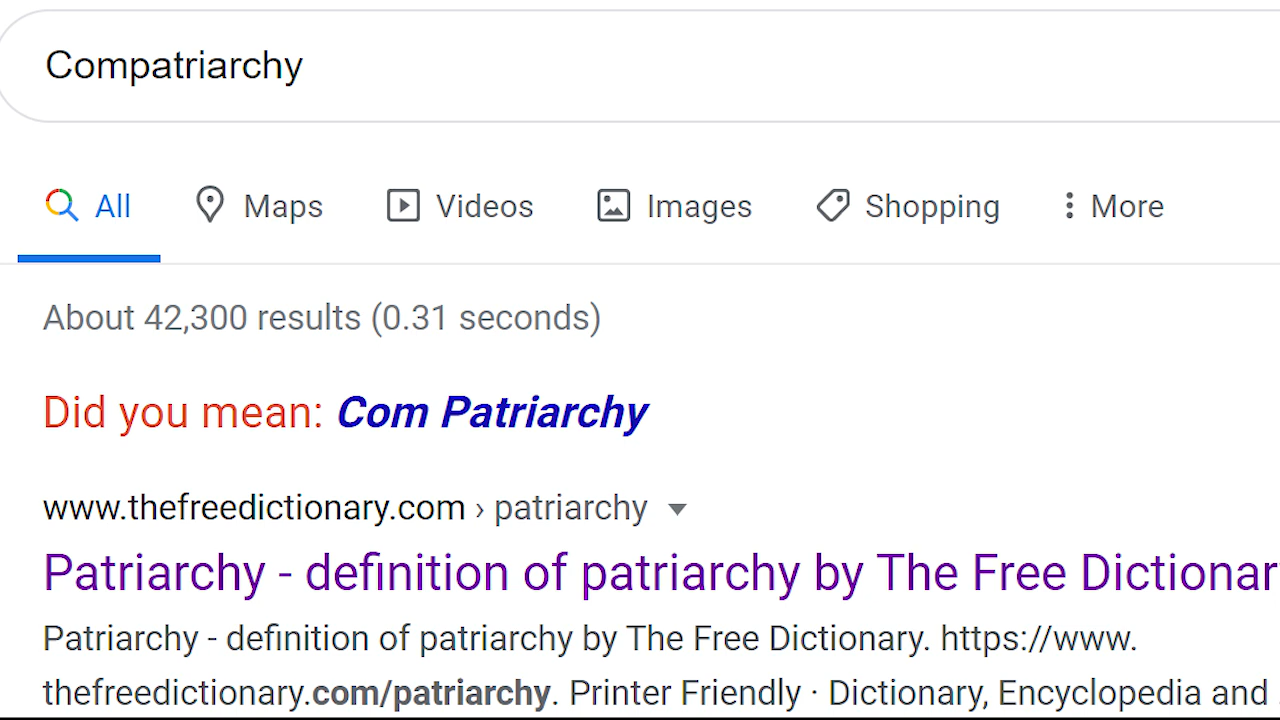 Compatriarchy
All Maps Videos Images Shopping More
About 42,300 results (0.31 seconds)
Did you mean: Com Patriarchy
www.thefreedictionary.com › patriarchy
Patriarchy - definition of patriarchy by The Free Dictionar
Patriarchy - definition of patriarchy by The Free Dictionary. https://www.
thefreedictionary.com/patriarchy. Printer Friendly · Dictionary, Encyclopedia and